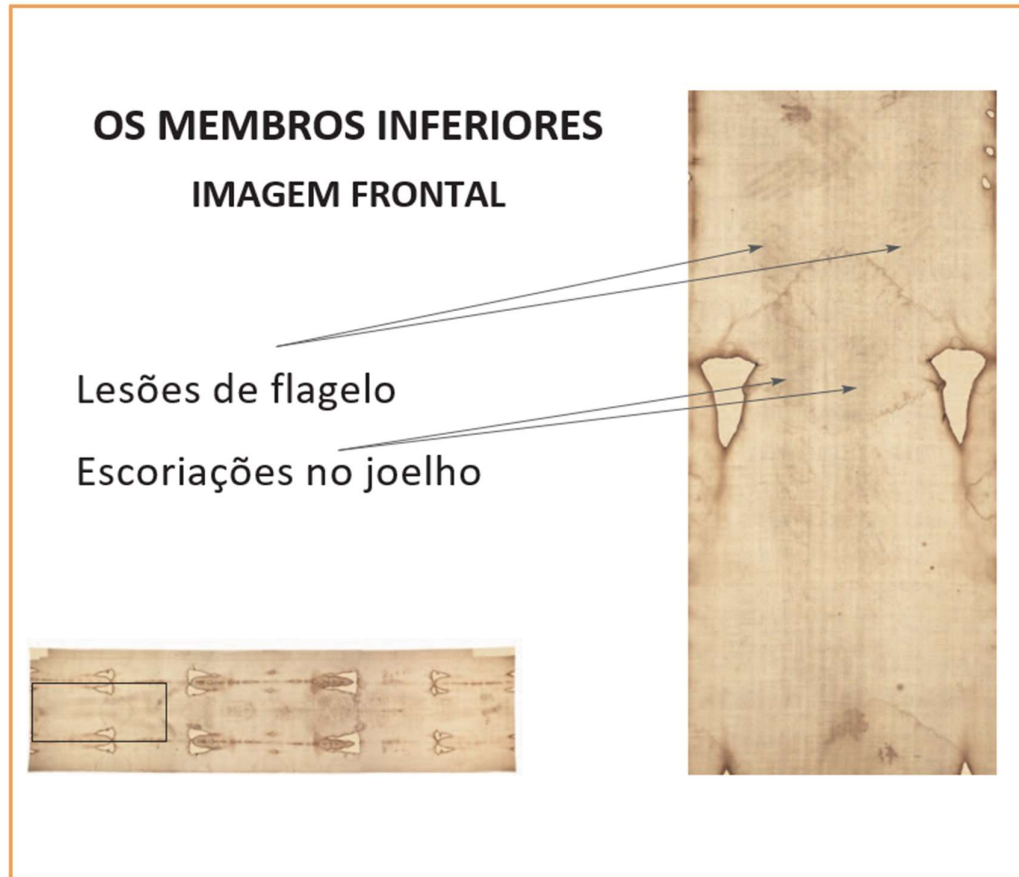 OS MEMBROS INFERIORES
IMAGEM FRONTAL
Lesões de flagelo
Escoriações no joelho